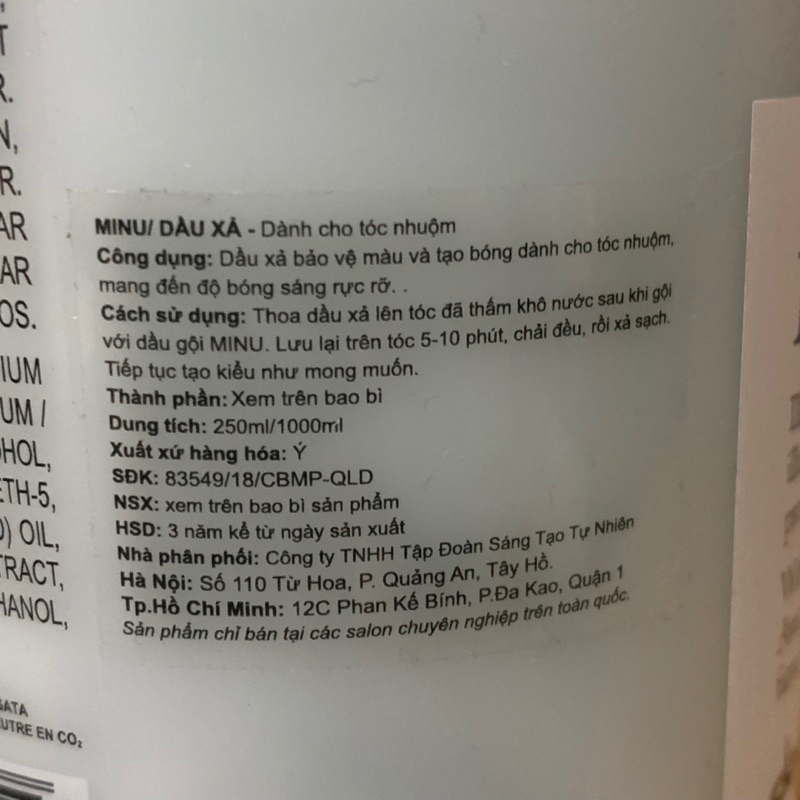 T
R.
N,
R.
AR
AR
OS.
IUM
UM /
HOL,
ETH-5,
) OIL,
TRACT,
HANOL,
SATA
EUTRE EN CO₂
MINU/ DẦU XẢ - Dành cho tóc nhuộm
Công dụng: Dầu xả bảo vệ màu và tạo bóng dành cho tóc nhuộm,
mang đến độ bóng sáng rực rỡ. .
Cách sử dụng: Thoa dầu xả lên tóc đã thấm khô nước sau khi gội
với dầu gội MINU. Lưu lại trên tóc 5-10 phút, chải đều, rồi xả sạch.
Tiếp tục tạo kiểu như mong muốn.
Thành phần: Xem trên bao bì
Dung tích: 250ml/1000ml
Xuất xứ hàng hóa: Ý
SĐK: 83549/18/CBMP-QLD
NSX: xem trên bao bì sản phẩm
HSD: 3 năm kể từ ngày sản xuất
Nhà phân phối: Công ty TNHH Tập Đoàn Sáng Tạo Tự Nhiên
Hà Nội: Số 110 Từ Hoa, P. Quảng An, Tây Hồ.
Tp.Hồ Chí Minh: 12C Phan Kế Bính, P.Đa Kao, Quận 1
Sản phẩm chỉ bán tại các salon chuyên nghiệp trên toàn quốc.